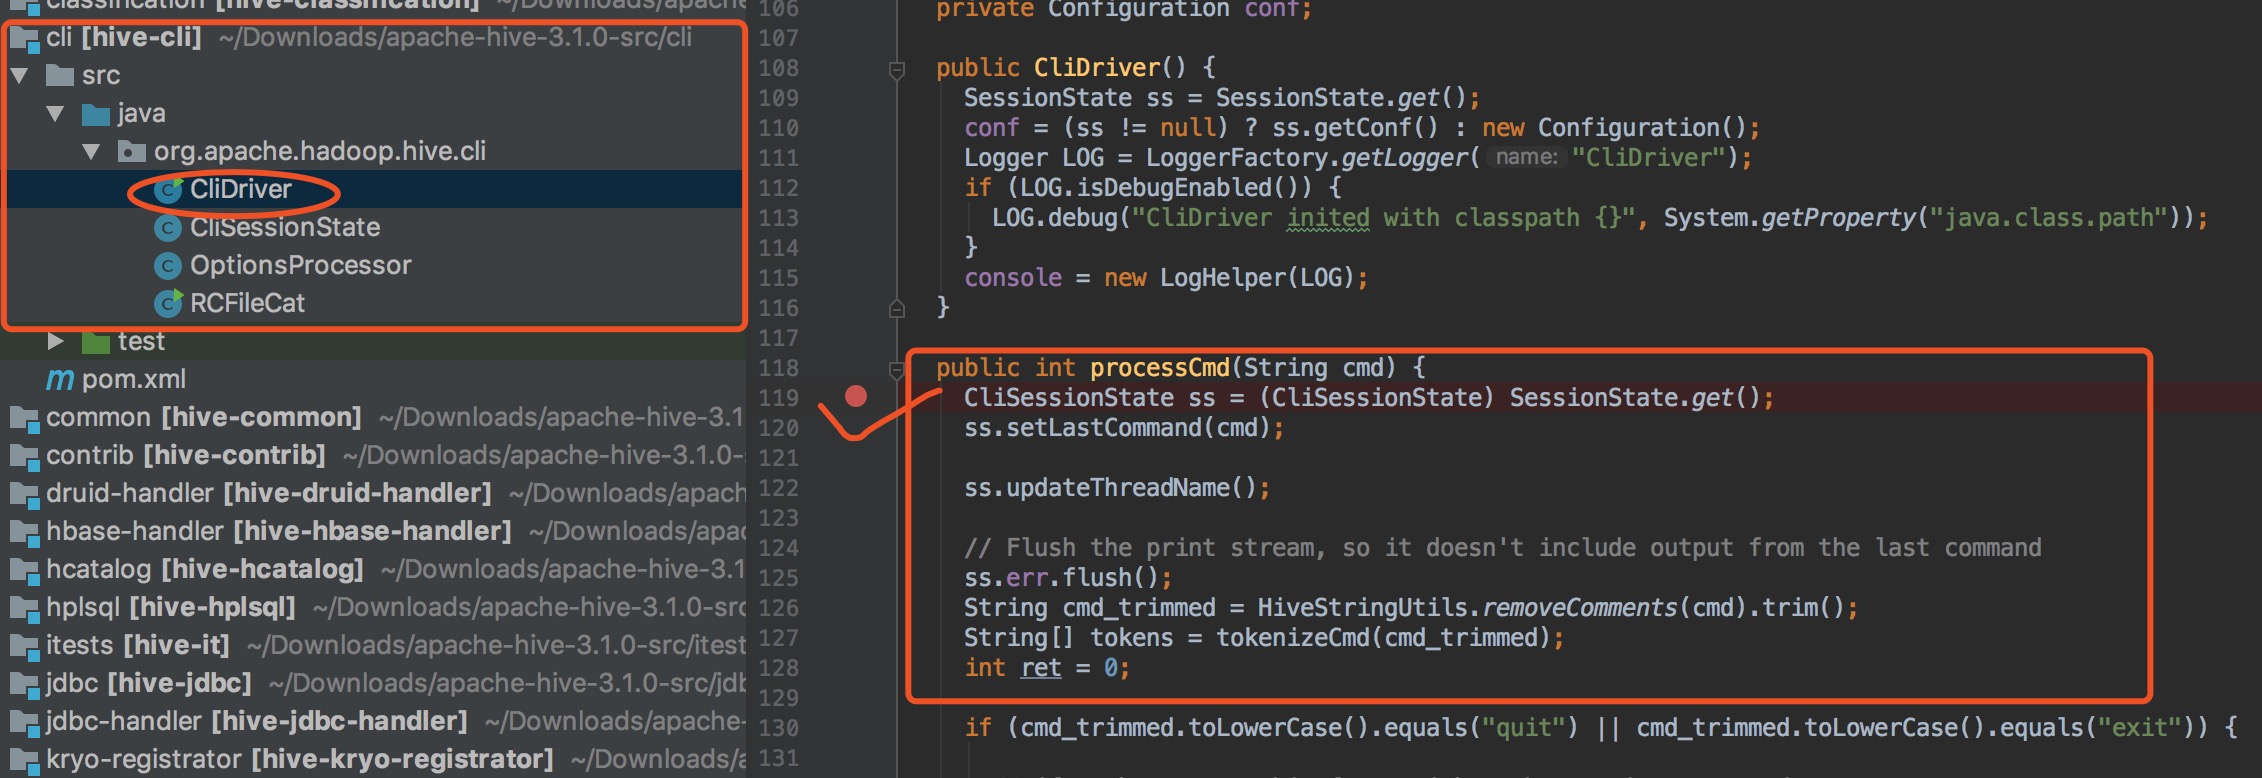 classification [hive-classification] ~/Downloads/apache
cli [hive-cli] ~/Downloads/apache-hive-3.1.0-src/cli
src
java
org.apache.hadoop.hive.cli
CliDriver
CliSessionState
OptionsProcessor
RCFileCat
test
pom.xml
common [hive-common] ~/Downloads/apache-hive-3.1
contrib [hive-contrib] ~/Downloads/apache-hive-3.1.0-
druid-handler [hive-druid-handler] ~/Downloads/apach
hbase-handler [hive-hbase-handler] ~/Downloads/apac
hcatalog [hive-hcatalog] ~/Downloads/apache-hive-3.1
hplsql [hive-hplsql] ~/Downloads/apache-hive-3.1.0-src
itests [hive-it] ~/Downloads/apache-hive-3.1.0-src/itest
jdbc [hive-jdbc] ~/Downloads/apache-hive-3.1.0-src/jdb
jdbc-handler [hive-jdbc-handler] ~/Downloads/apache-
kryo-registrator [hive-kryo-registrator] ~/Downloads/a
106 private Configuration conf;
107
108 public CliDriver() {
109 SessionState ss = SessionState.get();
110 conf = (ss != null) ? ss.getConf() : new Configuration();
111 Logger LOG = LoggerFactory.getLogger( name: "CliDriver");
112 if (LOG.isDebugEnabled()) {
113 LOG.debug("CliDriver inited with classpath {}", System.getProperty("java.class.path"));
114 }
115 console = new LogHelper(LOG);
116 }
117
118 public int processCmd(String cmd) {
119 CliSessionState ss = (CliSessionState) SessionState.get();
120 ss.setLastCommand(cmd);
121
122 ss.updateThreadName();
123
124 // Flush the print stream, so it doesn't include output from the last command
125 ss.err.flush();
126 String cmd_trimmed = HiveStringUtils.removeComments(cmd).trim();
127 String[] tokens = tokenizeCmd(cmd_trimmed);
128 int ret = 0;
129
130 if (cmd_trimmed.toLowerCase().equals("quit") || cmd_trimmed.toLowerCase().equals("exit")) {
131